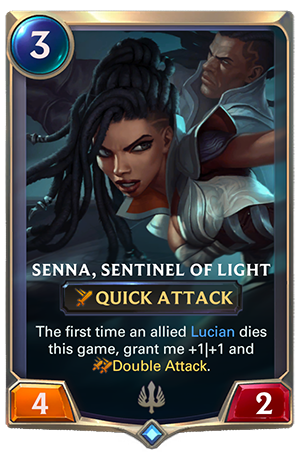 3
SENNA, SENTINEL OF LIGHT
QUICK ATTACK
The first time an allied Lucian dies
this game, grant me +1|+1 and
Double Attack.
4
2